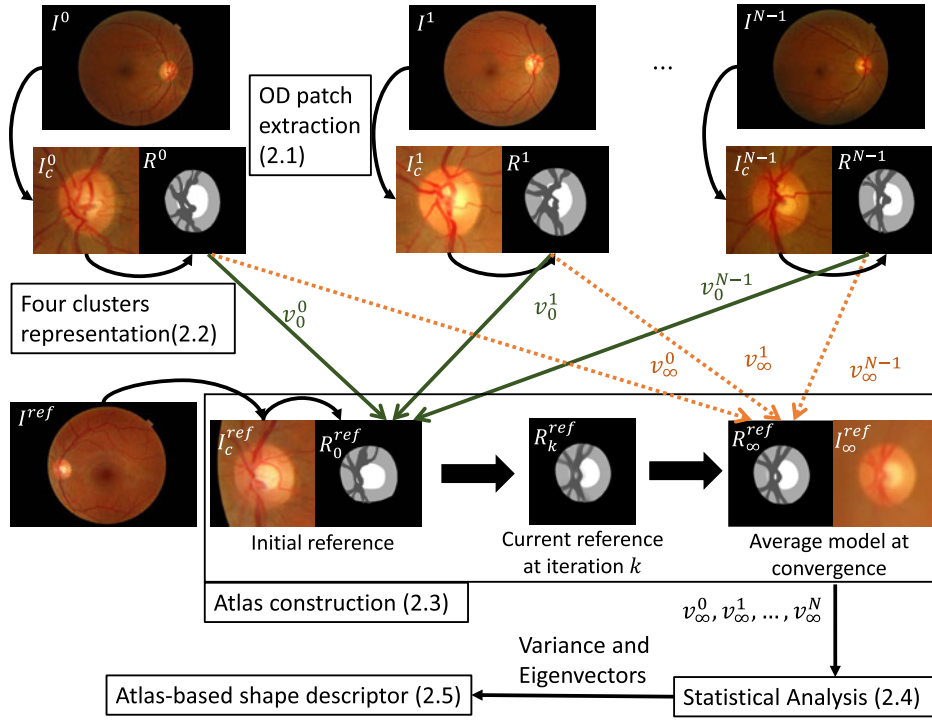 I^0
I^1
...
I^{N-1}
OD patch
extraction
(2.1)
I_c^0
R^0
I_c^1
R^1
I_c^{N-1}
R^{N-1}
Four clusters
representation(2.2)
v_0^0
v_0^1
v_0^{N-1}
v_∞^0
v_∞^1
v_∞^{N-1}
I^{ref}
I_c^{ref}
R_0^{ref}
R_k^{ref}
R_∞^{ref}
I_∞^{ref}
Initial reference
Current reference
at iteration k
Average model at
convergence
Atlas construction (2.3)
v_∞^0, v_∞^1, ... , v_∞^N
Variance and
Eigenvectors
Atlas-based shape descriptor (2.5)
Statistical Analysis (2.4)